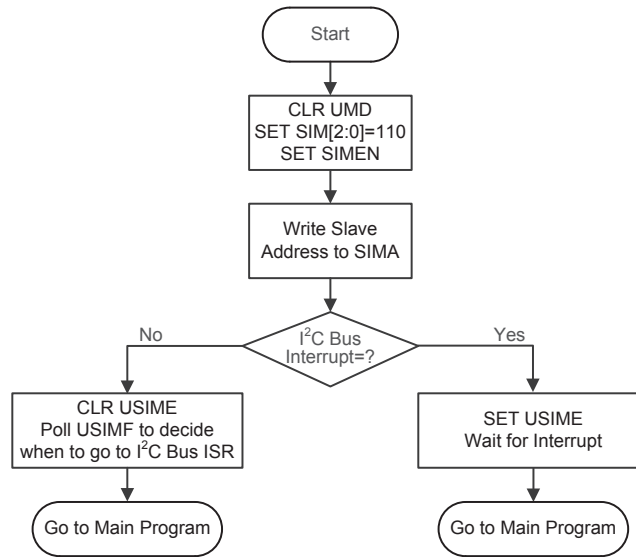 Start
CLR UMD
SET SIM[2:0]=110
SET SIMEN
Write Slave
Address to SIMA
I²C Bus
Interrupt=?
No
Yes
CLR USIME
Poll USIMF to decide
when to go to I²C Bus ISR
SET USIME
Wait for Interrupt
Go to Main Program
Go to Main Program